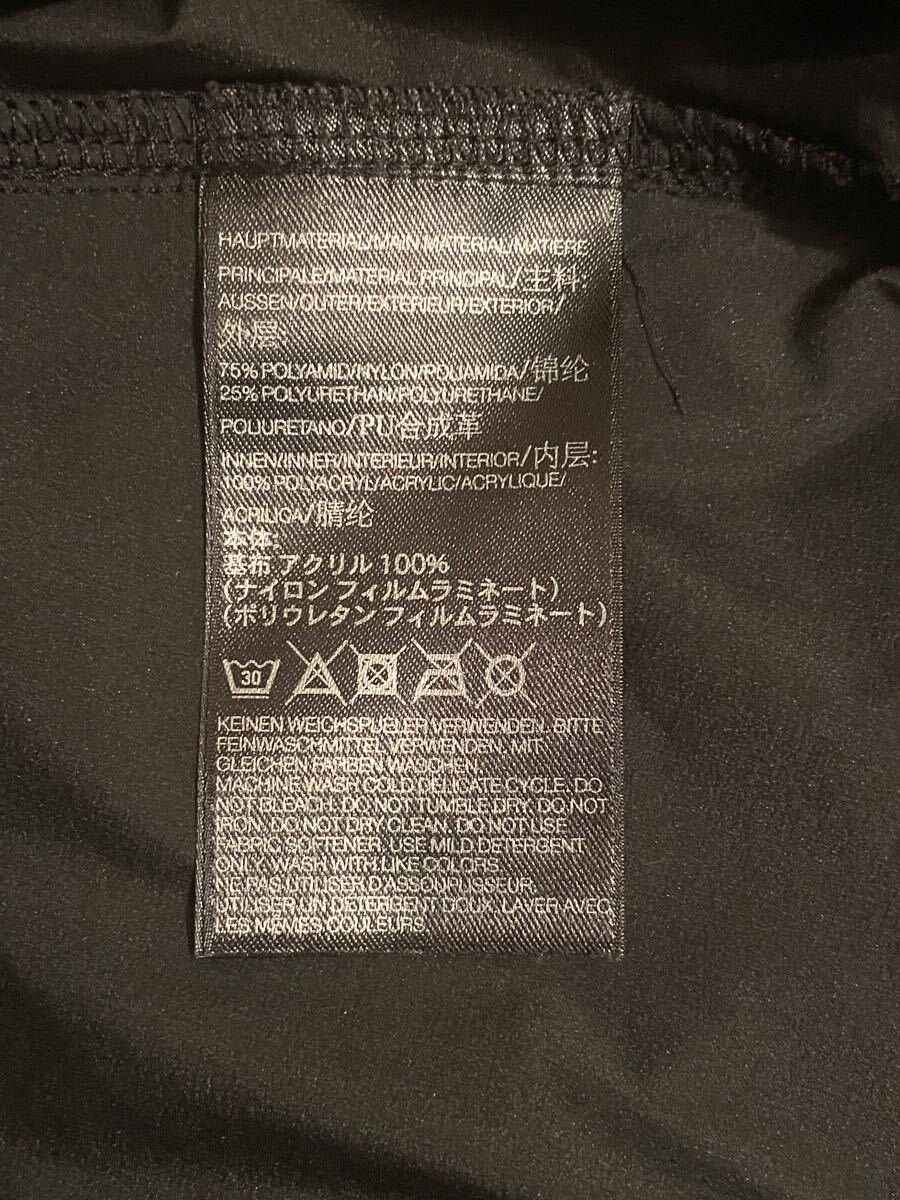 HAUPTMATERIAL/MAIN MATERIAL/MATIERE
PRINCIPALE/MATERIAL PRINCIPAL/主料:
AUSSEN/OUTER/EXTERIEUR/EXTERIOR/
外层:
75% POLYAMID/NYLON/POLIAMIDA/锦纶
25% POLYURETHAN/POLYURETHANE/
POLIURETANO/PU合成革
INNEN/INNER/INTERIEUR/INTERIOR/内层:
100% POLYACRYL/ACRYLIC/ACRYLIQUE/
ACRILICA/腈纶
本体:
基布 アクリル 100%
(ナイロン フィルムラミネート)
(ポリウレタン フィルムラミネート)
30
KEINEN WEICHSPUELER VERWENDEN. BITTE
FEINWASCHMITTEL VERWENDEN. MIT
GLEICHEN FARBEN WASCHEN.
MACHINE WASH COLD DELICATE CYCLE. DO
NOT BLEACH. DO NOT TUMBLE DRY. DO NOT
IRON. DO NOT DRY CLEAN. DO NOT USE
FABRIC SOFTENER. USE MILD DETERGENT
ONLY. WASH WITH LIKE COLORS.
NE PAS UTILISER D'ASSOUPLISSEUR.
UTILISER UN DETERGENT DOUX. LAVER AVEC
LES MEVES COULEURS